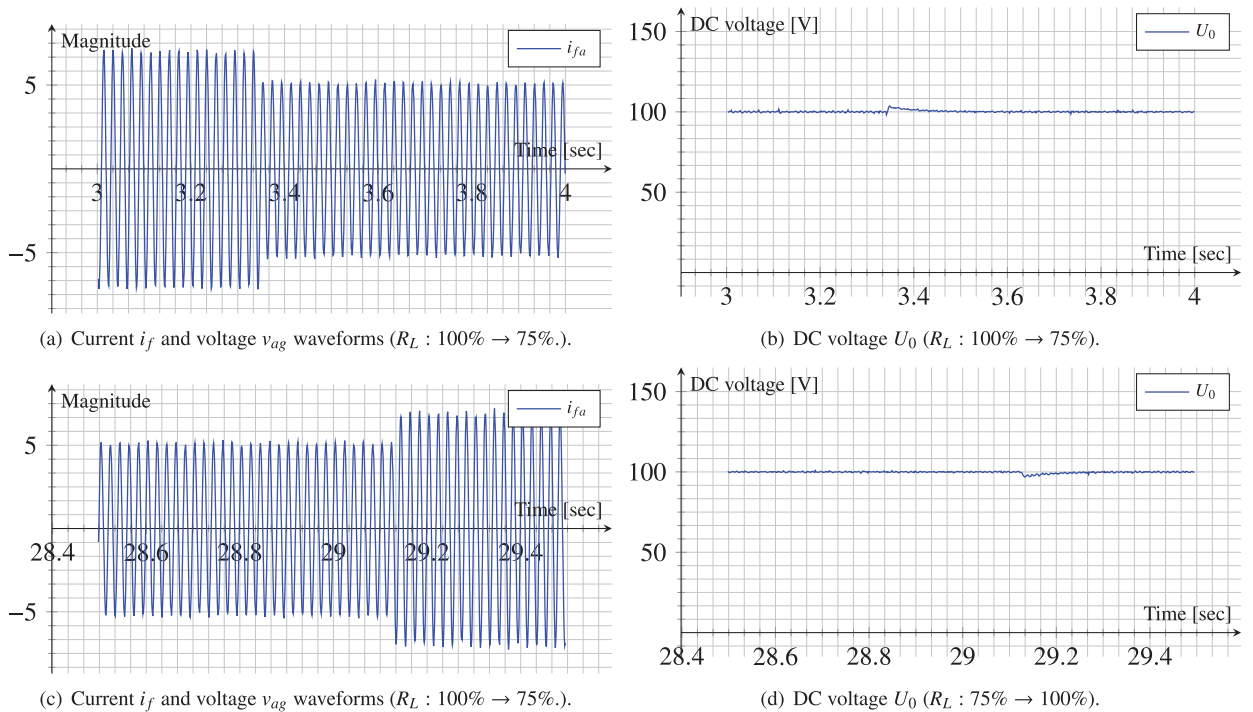 Magnitude
i_fa
5
Time [sec]
3 3.2 3.4 3.6 3.8 4
−5
(a) Current i_f and voltage v_ag waveforms (R_L : 100% → 75%.).
DC voltage [V]
U_0
150
100
50
Time [sec]
3 3.2 3.4 3.6 3.8 4
(b) DC voltage U_0 (R_L : 100% → 75%).
Magnitude
i_fa
5
Time [sec]
28.4 28.6 28.8 29 29.2 29.4
−5
(c) Current i_f and voltage v_ag waveforms (R_L : 100% → 75%.).
DC voltage [V]
U_0
150
100
50
Time [sec]
28.4 28.6 28.8 29 29.2 29.4
(d) DC voltage U_0 (R_L : 75% → 100%).